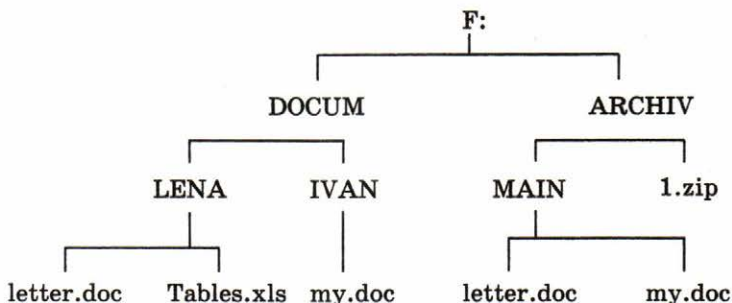 F:
DOCUM ARCHIV
LENA IVAN MAIN 1.zip
letter.doc Tables.xls my.doc letter.doc my.doc